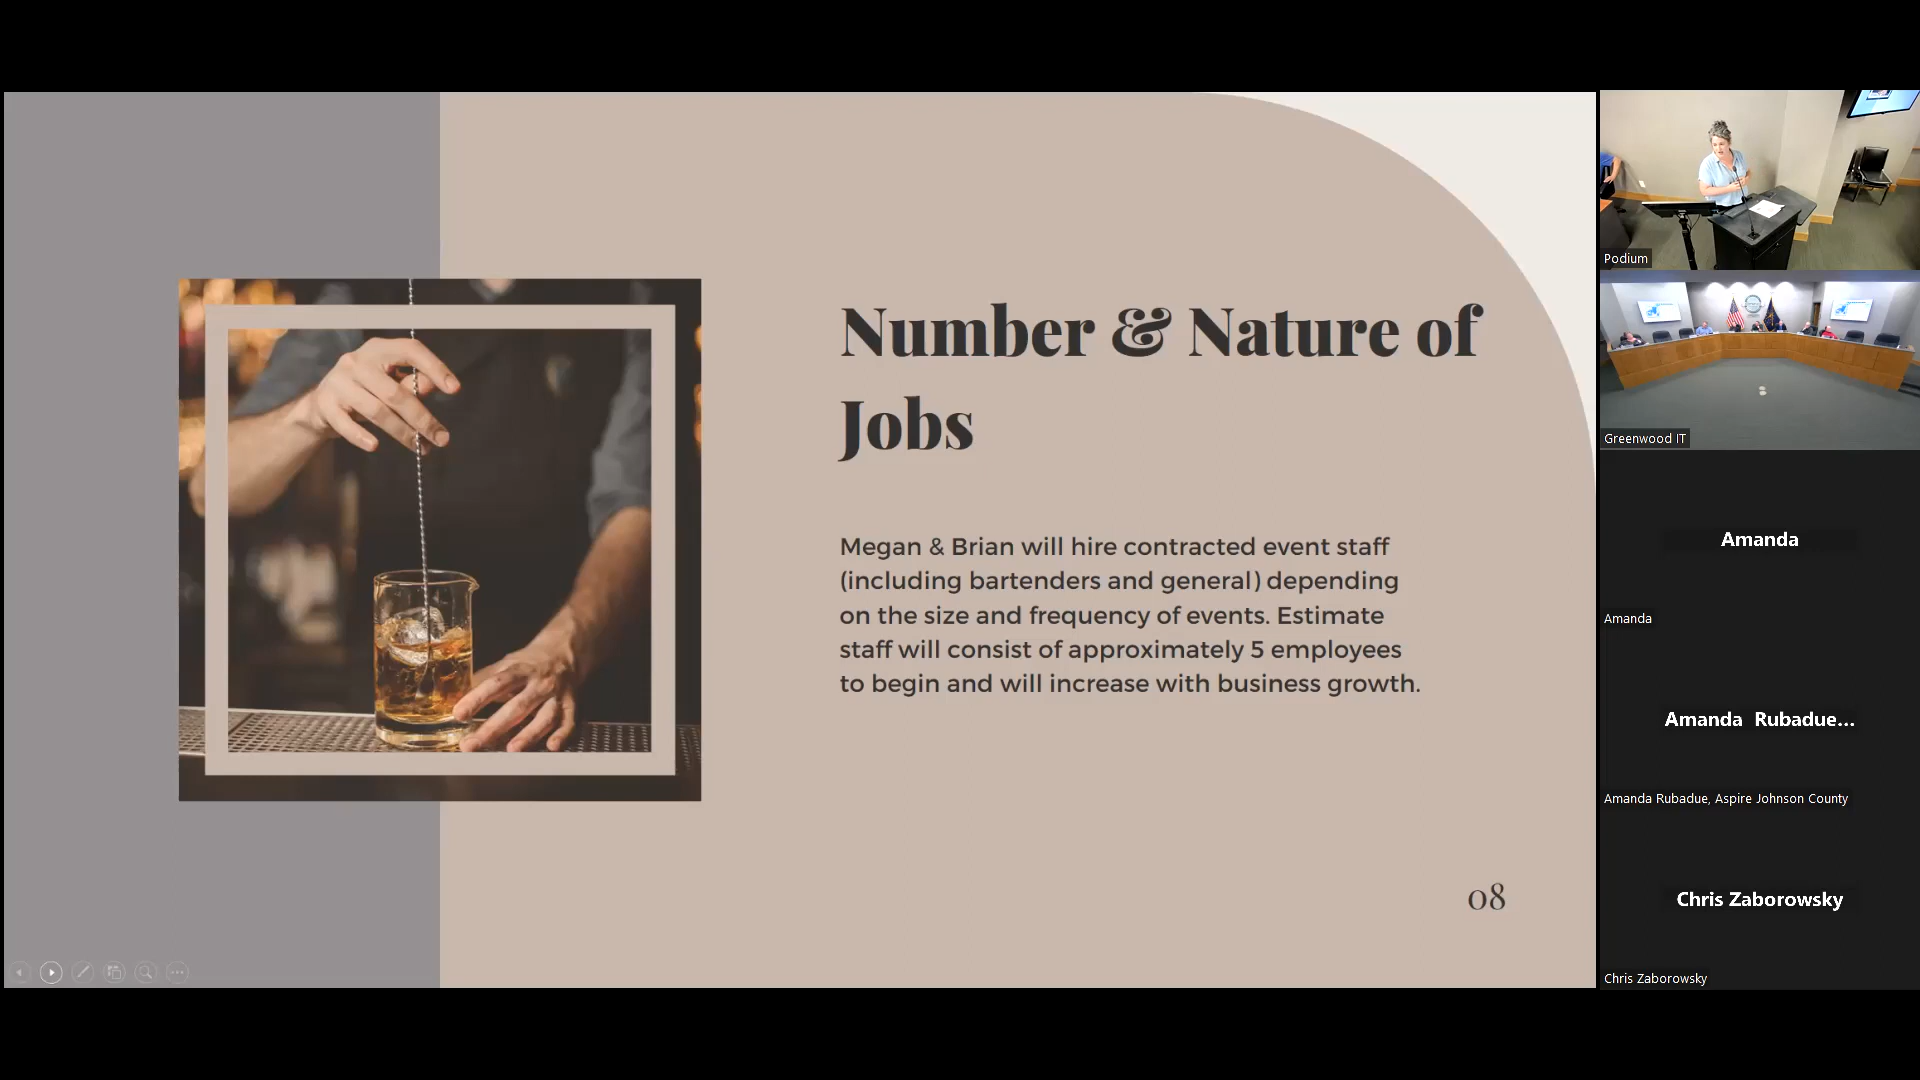 Number & Nature of
Jobs
Megan & Brian will hire contracted event staff
(including bartenders and general) depending
on the size and frequency of events. Estimate
staff will consist of approximately 5 employees
to begin and will increase with business growth.
08
Podium
Greenwood IT
Amanda
Amanda
Amanda Rubadue...
Amanda Rubadue, Aspire Johnson County
Chris Zaborowsky
Chris Zaborowsky